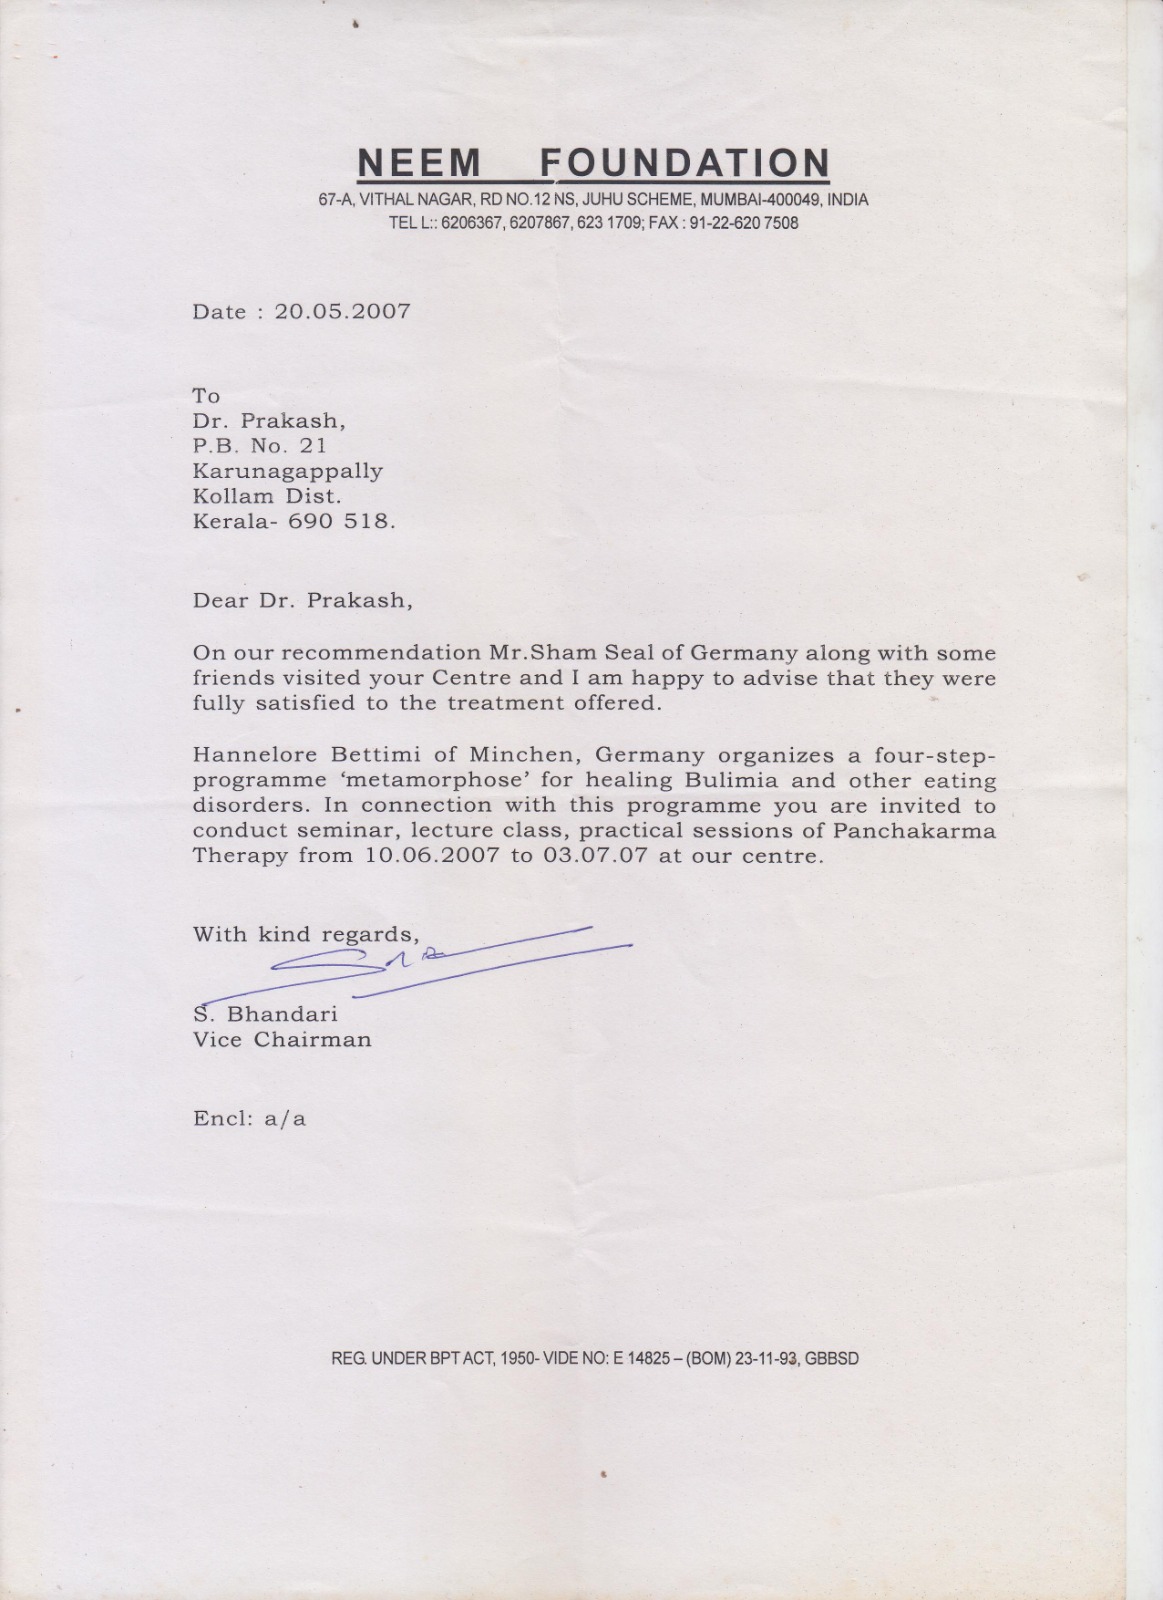 NEEM FOUNDATION
67-A, VITHAL NAGAR, RD NO.12 NS, JUHU SCHEME, MUMBAI-400049, INDIA
TEL L:: 6206367, 6207867, 623 1709; FAX : 91-22-620 7508
Date : 20.05.2007
To
Dr. Prakash,
P.B. No. 21
Karunagappally
Kollam Dist.
Kerala- 690 518.
Dear Dr. Prakash,
On our recommendation Mr.Sham Seal of Germany along with some
friends visited your Centre and I am happy to advise that they were
fully satisfied to the treatment offered.
Hannelore Bettimi of Minchen, Germany organizes a four-step-
programme ‘metamorphose’ for healing Bulimia and other eating
disorders. In connection with this programme you are invited to
conduct seminar, lecture class, practical sessions of Panchakarma
Therapy from 10.06.2007 to 03.07.07 at our centre.
With kind regards,
S. Bhandari
Vice Chairman
Encl: a/a
REG. UNDER BPT ACT, 1950- VIDE NO: E 14825 – (BOM) 23-11-93, GBBSD